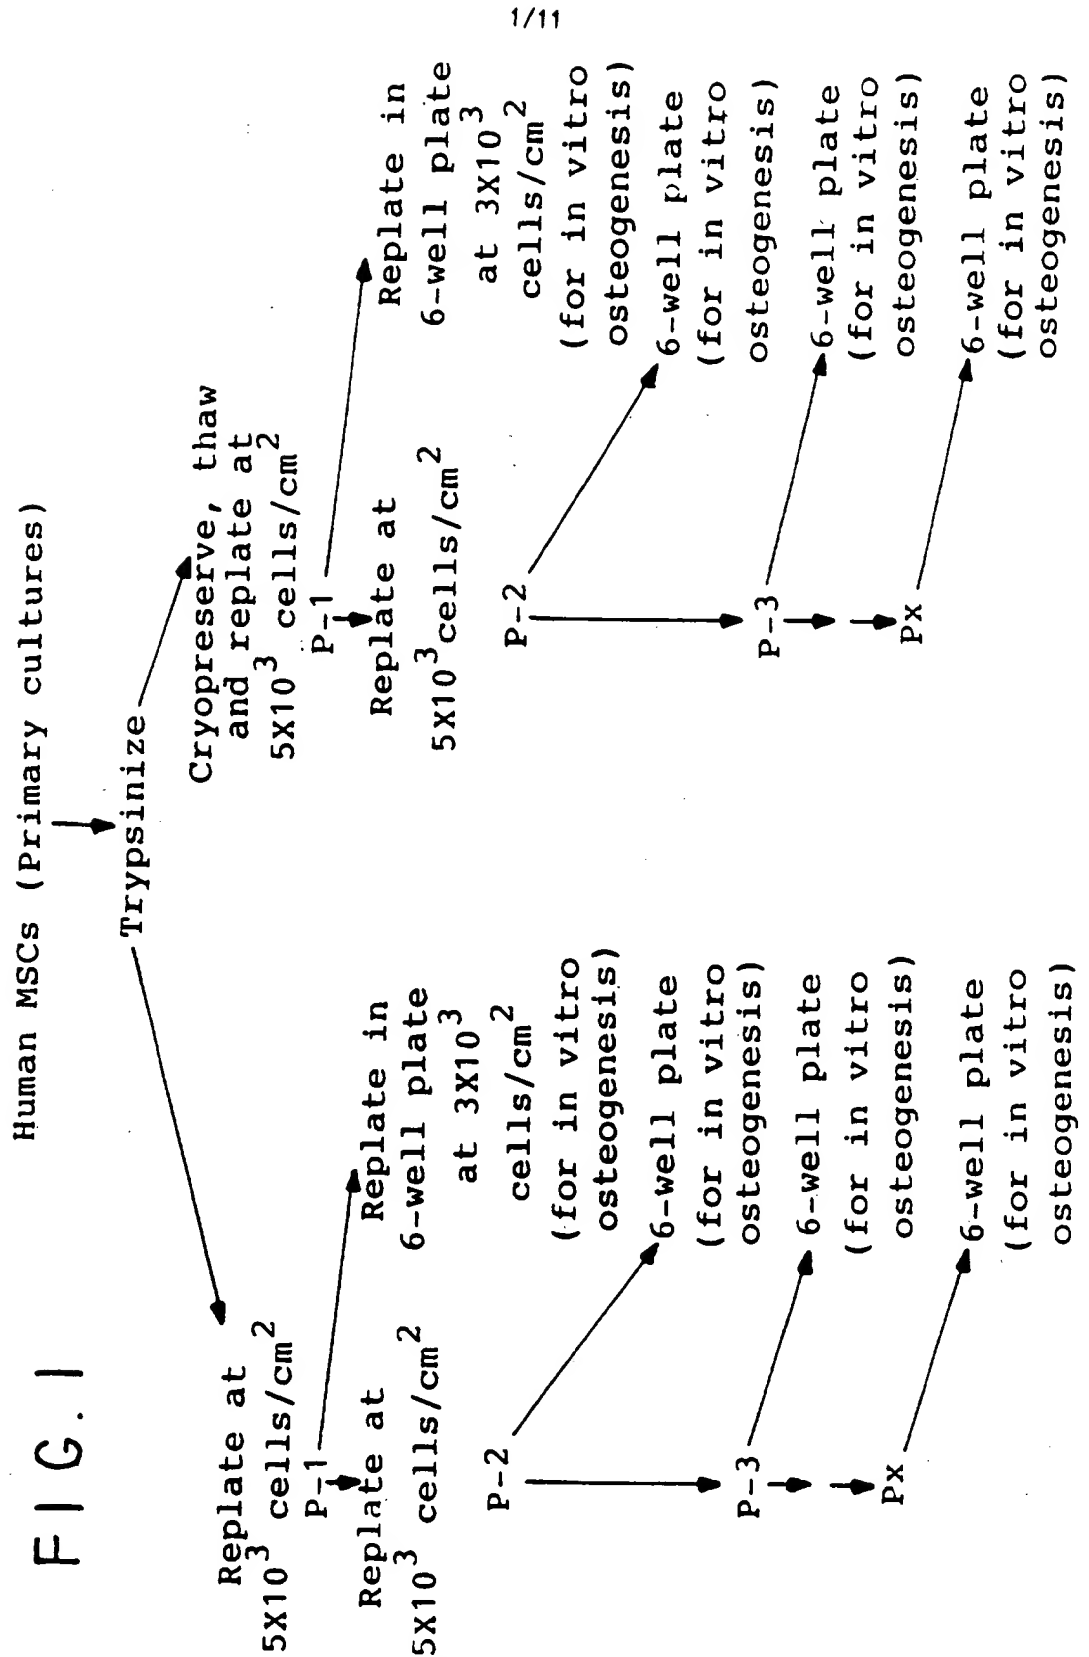 1/11
FIG. 1
Human MSCs (Primary cultures)
Trypsinize
Replate at
5X10³ cells/cm²
P-1
Replate at
5X10³ cells/cm²
P-2
P-3
Px
Replate in
6-well plate
at 3X10³
cells/cm²
(for in vitro
osteogenesis)
6-well plate
(for in vitro
osteogenesis)
6-well plate
(for in vitro
osteogenesis)
6-well plate
(for in vitro
osteogenesis)
Cryopreserve, thaw
and replate at
5X10³ cells/cm²
P-1
Replate at
5X10³ cells/cm²
P-2
P-3
Px
Replate in
6-well plate
at 3X10³
cells/cm²
(for in vitro
osteogenesis)
6-well plate
(for in vitro
osteogenesis)
6-well plate
(for in vitro
osteogenesis)
6-well plate
(for in vitro
osteogenesis)